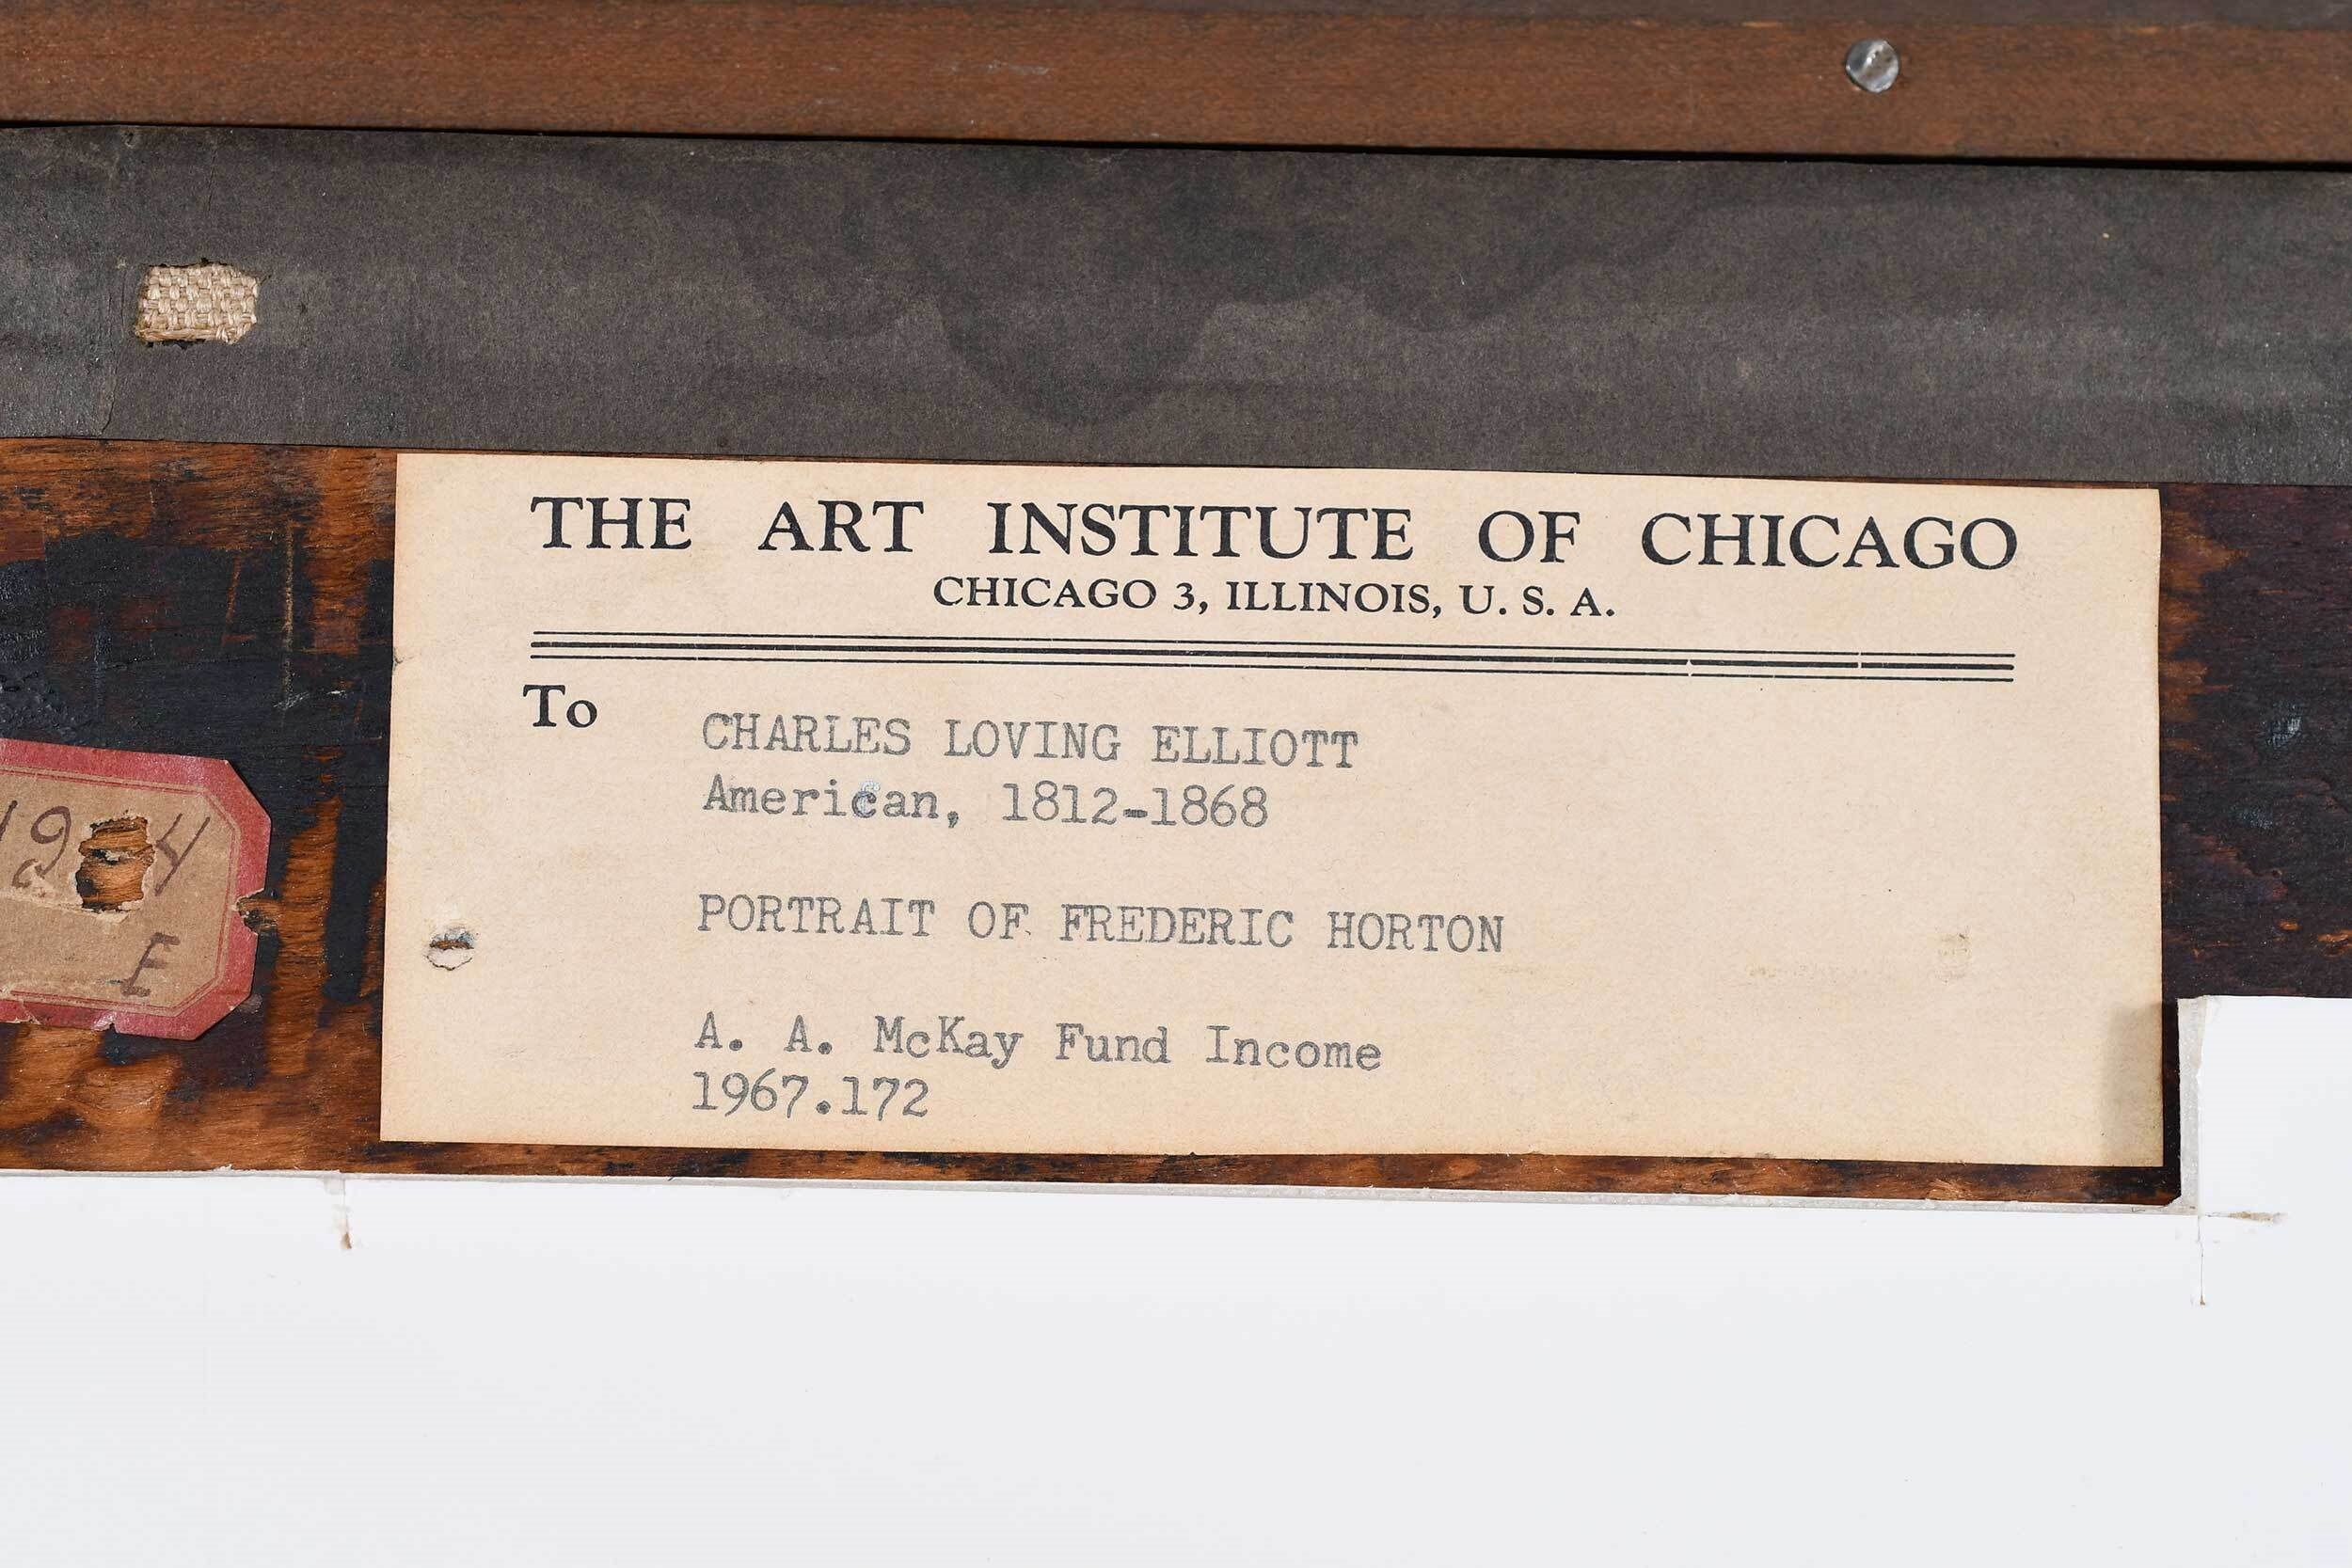 THE ART INSTITUTE OF CHICAGO
CHICAGO 3, ILLINOIS, U. S. A.
To
CHARLES LOVING ELLIOTT
American, 1812-1868
PORTRAIT OF FREDERIC HORTON
A. A. McKay Fund Income
1967.172
E